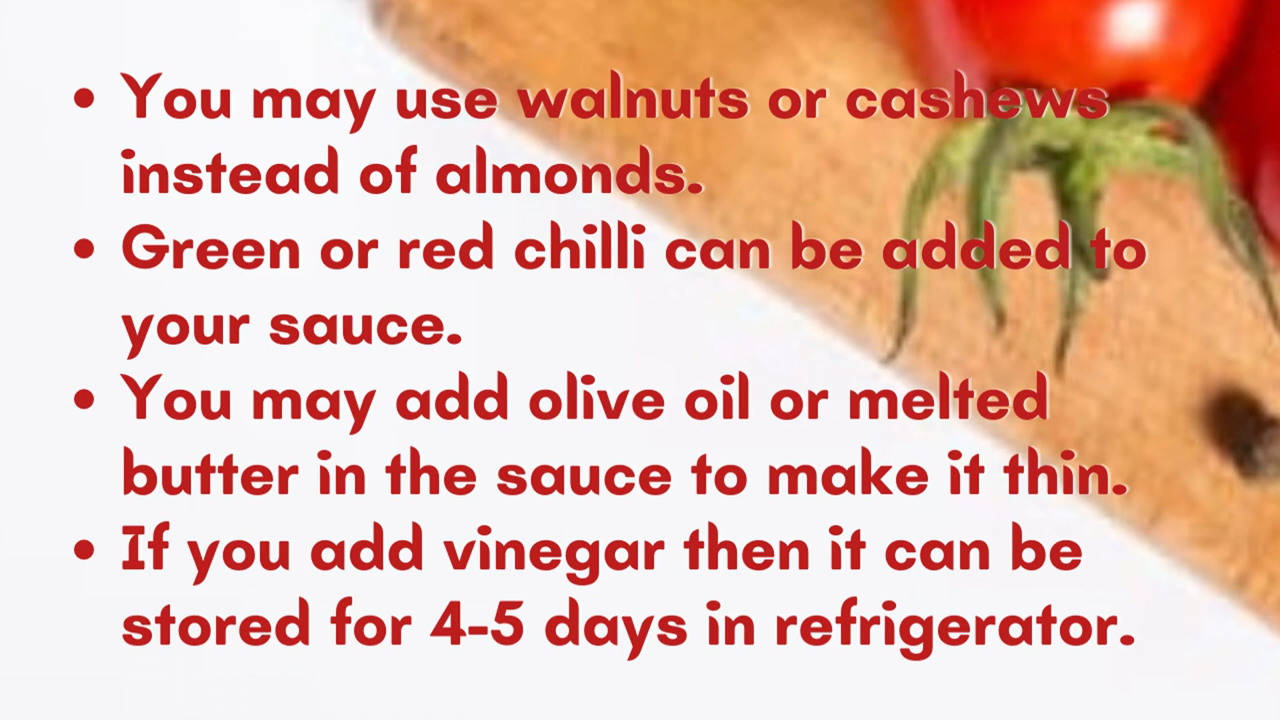 • You may use walnuts or cashews
instead of almonds.
• Green or red chilli can be added to
your sauce.
• You may add olive oil or melted
butter in the sauce to make it thin.
• If you add vinegar then it can be
stored for 4-5 days in refrigerator.